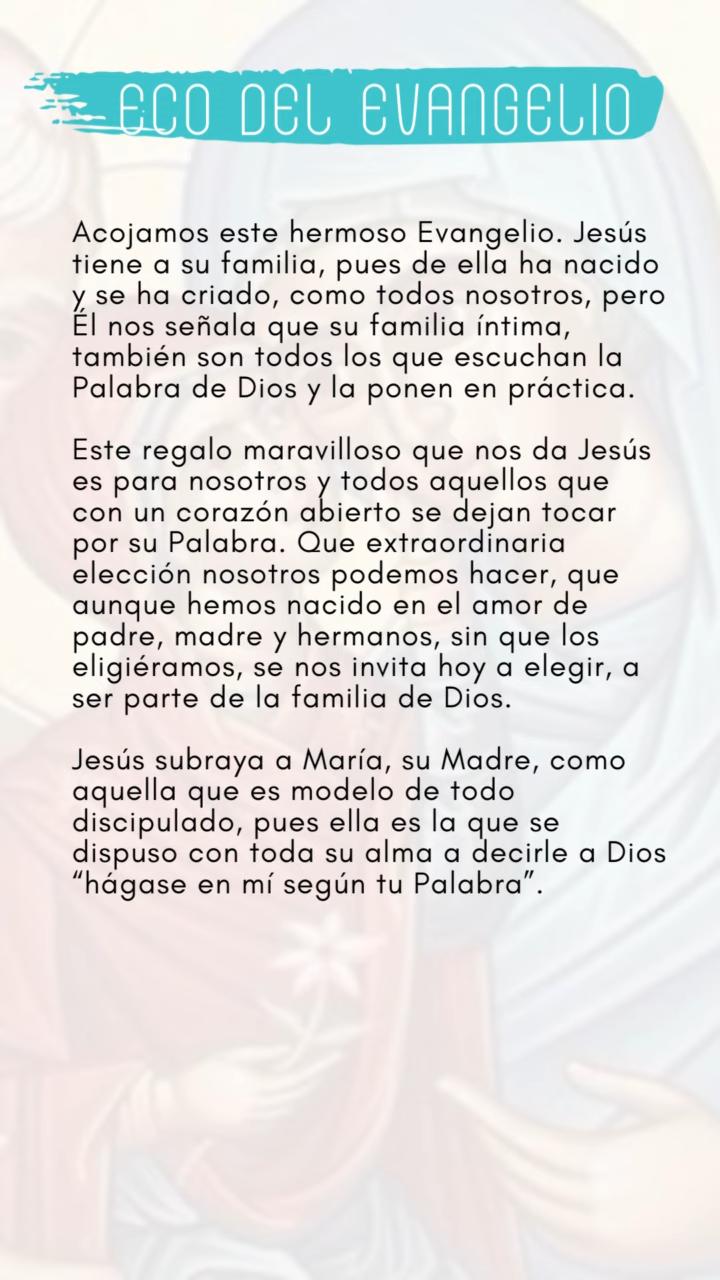 ECO DEL EVANGELIO
Acojamos este hermoso Evangelio. Jesús
tiene a su familia, pues de ella ha nacido
y se ha criado, como todos nosotros, pero
Él nos señala que su familia íntima,
también son todos los que escuchan la
Palabra de Dios y la ponen en práctica.
Este regalo maravilloso que nos da Jesús
es para nosotros y todos aquellos que
con un corazón abierto se dejan tocar
por su Palabra. Que extraordinaria
elección nosotros podemos hacer, que
aunque hemos nacido en el amor de
padre, madre y hermanos, sin que los
eligiéramos, se nos invita hoy a elegir, a
ser parte de la familia de Dios.
Jesús subraya a María, su Madre, como
aquella que es modelo de todo
discipulado, pues ella es la que se
dispuso con toda su alma a decirle a Dios
“hágase en mí según tu Palabra”.